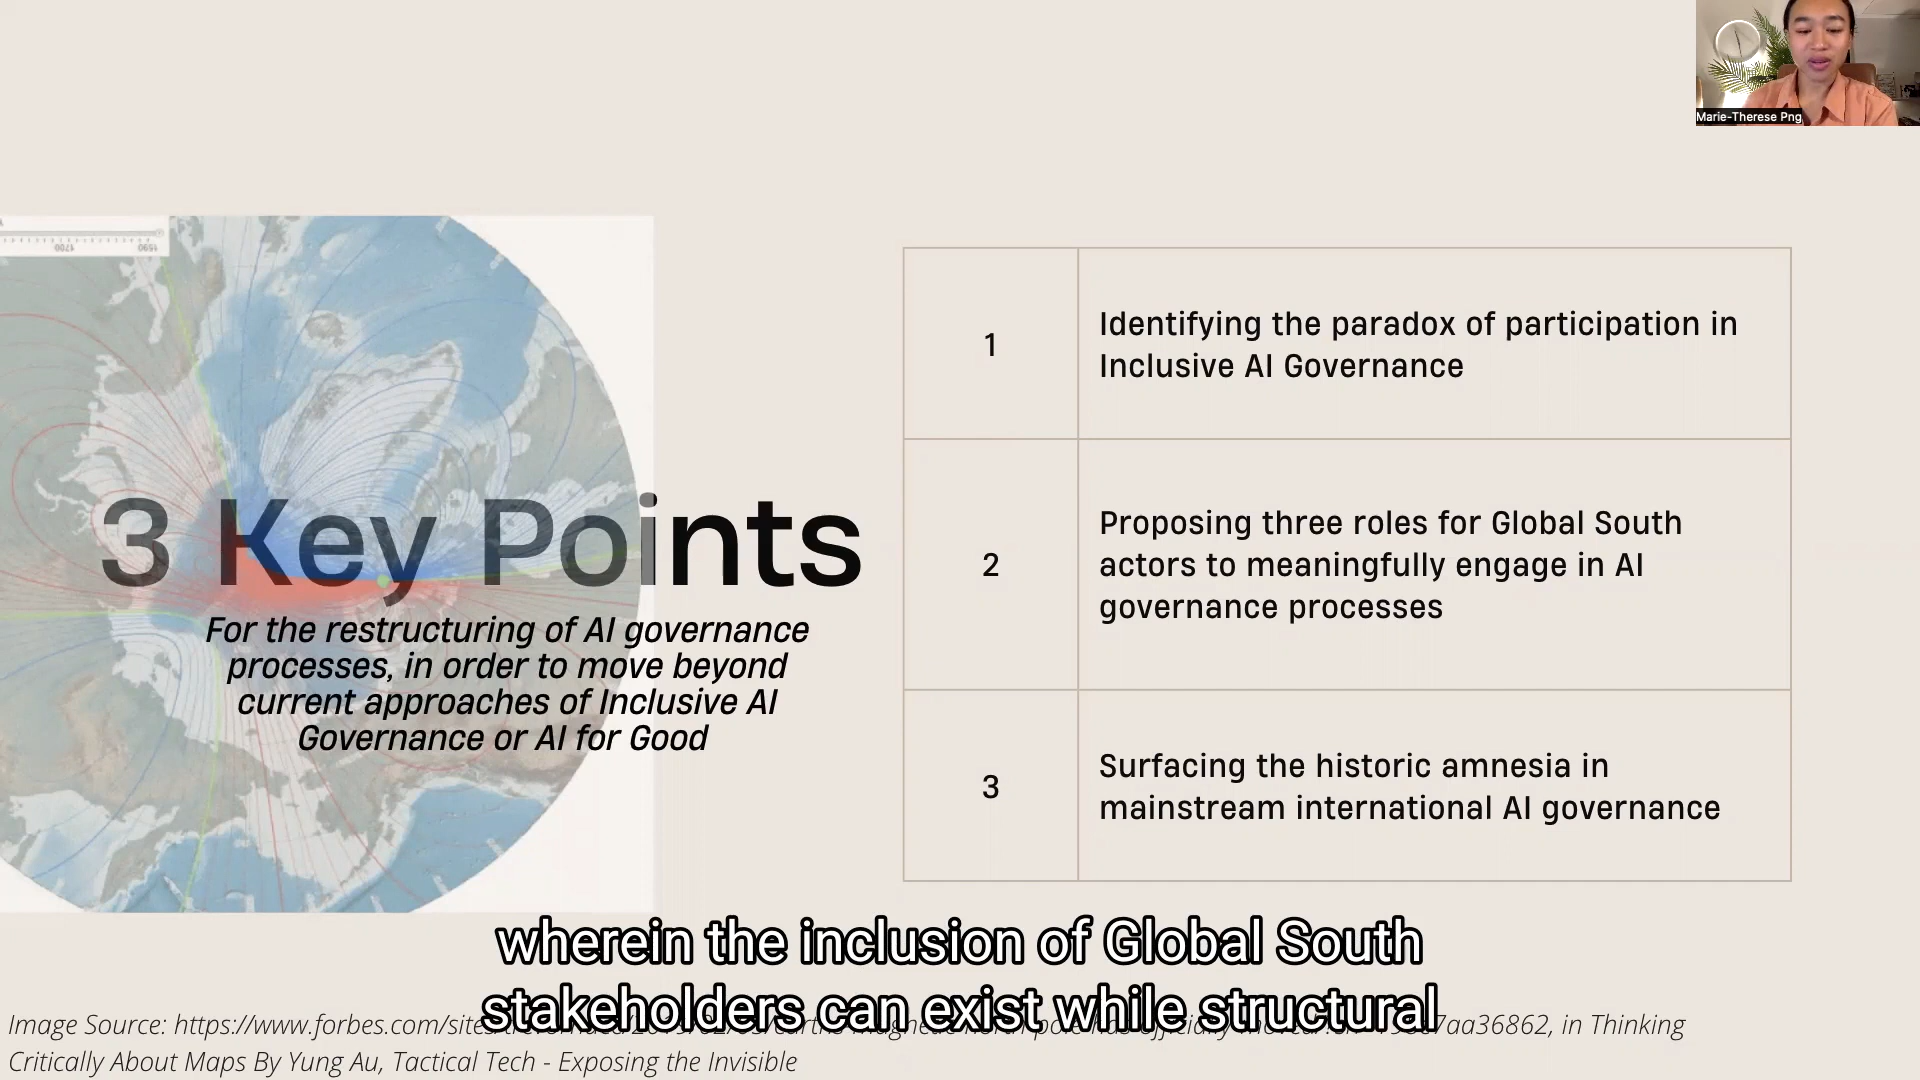 Marie-Therese Png
1700
1590
3 Key Points
For the restructuring of AI governance
processes, in order to move beyond
current approaches of Inclusive AI
Governance or AI for Good
1
Identifying the paradox of participation in
Inclusive AI Governance
2
Proposing three roles for Global South
actors to meaningfully engage in AI
governance processes
3
Surfacing the historic amnesia in
mainstream international AI governance
wherein the inclusion of Global South
stakeholders can exist while structural
Image Source: https://www.forbes.com/sites/ in Thinking
Critically About Maps By Yung Au, Tactical Tech - Exposing the Invisible